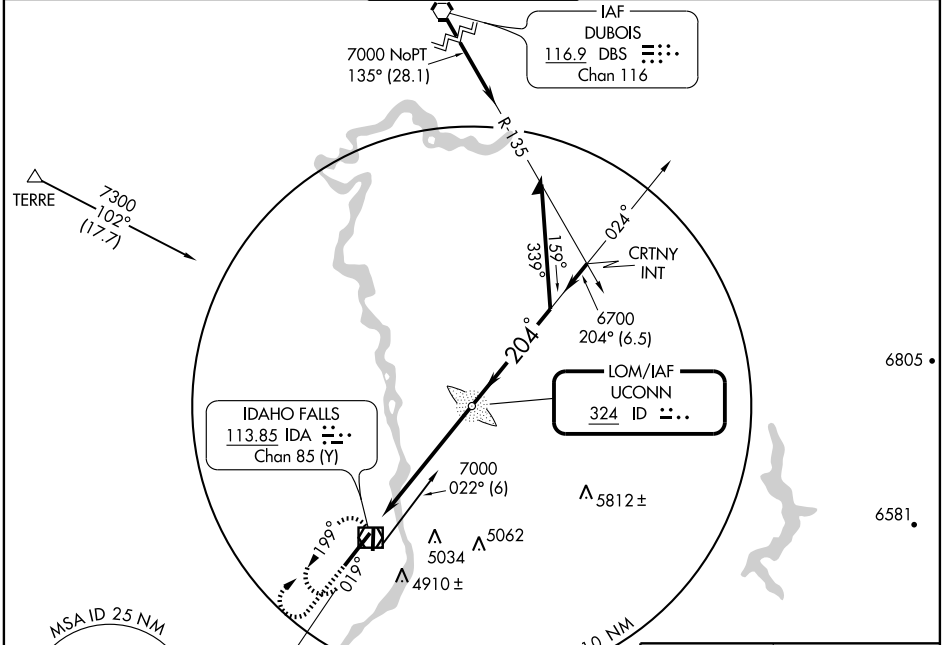 IAF
DUBOIS
116.9 DBS
Chan 116
7000 NoPT
135° (28.1)
R-135
TERRE
7300
102°
(17.7)
024°
159°
339°
CRTNY
INT
6700
204° (6.5)
204°
6805
LOM/IAF
UCONN
324 ID
IDAHO FALLS
113.85 IDA
Chan 85 (Y)
7000
022° (6)
5812 ±
6581
199°
019°
5034
5062
4910 ±
MSA ID 25 NM
10 NM